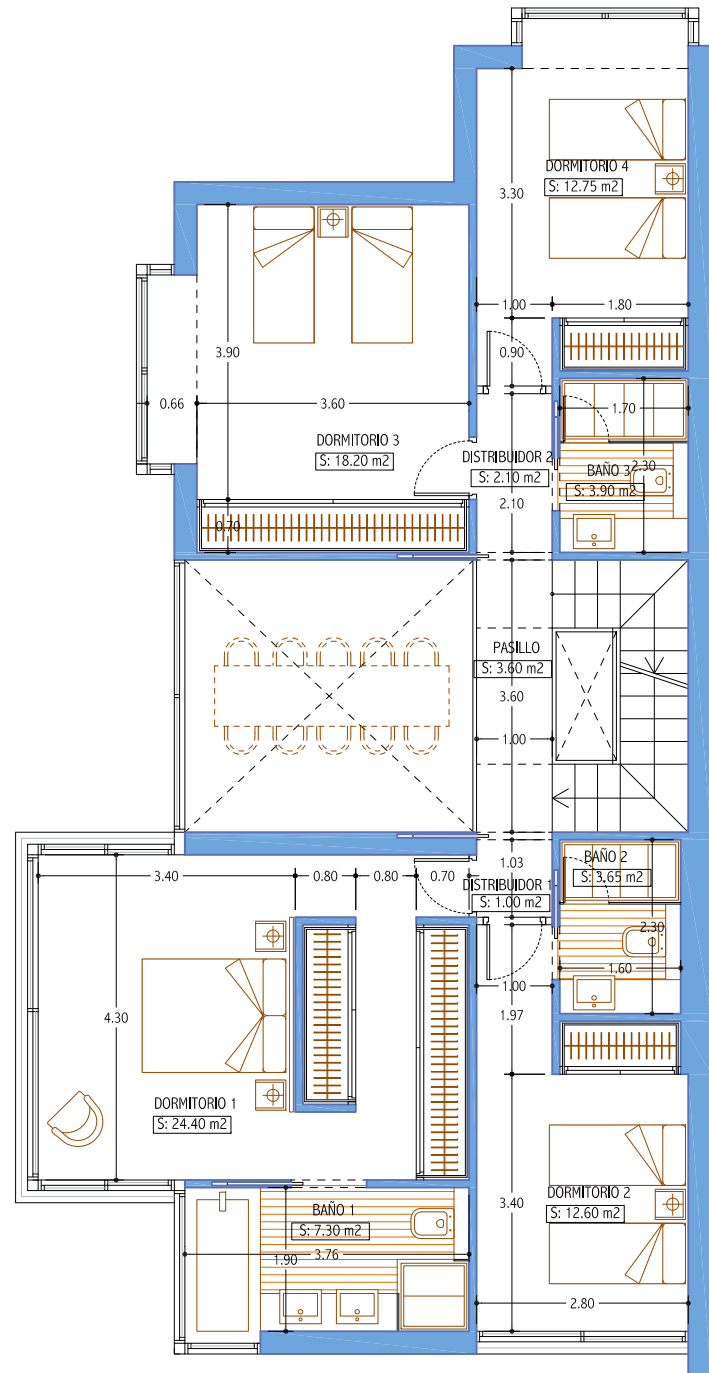 DORMITORIO 4
S: 12.75 m2
3.30
1.00
1.80
0.90
3.90
0.66
3.60
1.70
DORMITORIO 3
S: 18.20 m2
DISTRIBUIDOR 2
S: 2.10 m2
BAÑO 3
2.30
S: 3.90 m2
2.10
0.70
PASILLO
S: 3.60 m2
3.60
1.00
1.03
BAÑO 2
S: 3.65 m2
3.40
0.80
0.80
0.70
DISTRIBUIDOR 1
S: 1.00 m2
2.30
1.60
1.00
1.97
4.30
DORMITORIO 1
S: 24.40 m2
DORMITORIO 2
S: 12.60 m2
3.40
BAÑO 1
S: 7.30 m2
3.76
1.90
2.80